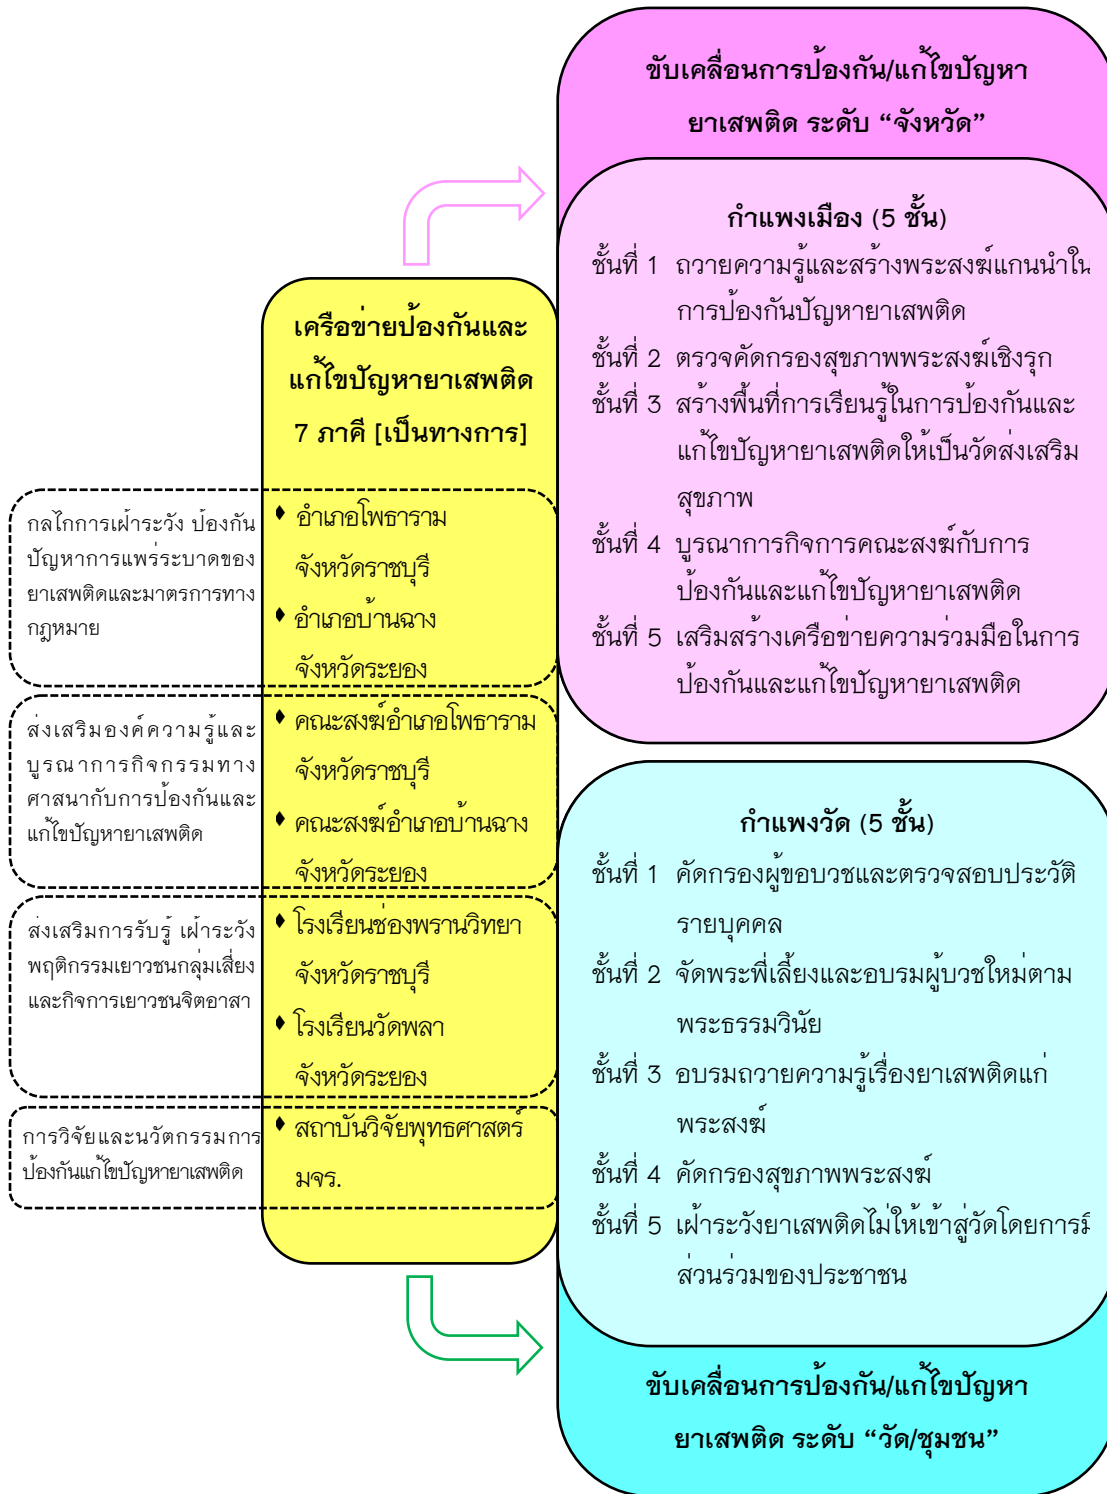 ขับเคลื่อนการป้องกัน/แก้ไขปัญหา
ยาเสพติด ระดับ “จังหวัด”
กำแพงเมือง (5 ชั้น)
ชั้นที่ 1 ถวายความรู้และสร้างพระสงฆ์แกนนำใน
การป้องกันปัญหายาเสพติด
ชั้นที่ 2 ตรวจคัดกรองสุขภาพพระสงฆ์เชิงรุก
ชั้นที่ 3 สร้างพื้นที่การเรียนรู้ในการป้องกันและ
แก้ไขปัญหายาเสพติดให้เป็นวัดส่งเสริม
สุขภาพ
ชั้นที่ 4 บูรณาการกิจการคณะสงฆ์กับการ
ป้องกันและแก้ไขปัญหายาเสพติด
ชั้นที่ 5 เสริมสร้างเครือข่ายความร่วมมือในการ
ป้องกันและแก้ไขปัญหายาเสพติด
เครือข่ายป้องกันและ
แก้ไขปัญหายาเสพติด
7 ภาคี [เป็นทางการ]
กลไกการเฝ้าระวัง ป้องกัน
ปัญหาการแพร่ระบาดของ
ยาเสพติดและมาตรการทาง
กฎหมาย
♦ อำเภอโพธาราม
จังหวัดราชบุรี
♦ อำเภอบ้านฉาง
จังหวัดระยอง
ส่งเสริมองค์ความรู้และ
บูรณาการกิจกรรมทาง
ศาสนากับการป้องกันและ
แก้ไขปัญหายาเสพติด
♦ คณะสงฆ์อำเภอโพธาราม
จังหวัดราชบุรี
♦ คณะสงฆ์อำเภอบ้านฉาง
จังหวัดระยอง
ส่งเสริมการรับรู้ เฝ้าระวัง
พฤติกรรมเยาวชนกลุ่มเสี่ยง
และกิจการเยาวชนจิตอาสา
♦ โรงเรียนช่องพรานวิทยา
จังหวัดราชบุรี
♦ โรงเรียนวัดพลา
จังหวัดระยอง
การวิจัยและนวัตกรรมการ
ป้องกันแก้ไขปัญหายาเสพติด
♦ สถาบันวิจัยพุทธศาสตร์
มจร.
กำแพงวัด (5 ชั้น)
ชั้นที่ 1 คัดกรองผู้ขอบวชและตรวจสอบประวัติ
รายบุคคล
ชั้นที่ 2 จัดพระพี่เลี้ยงและอบรมผู้บวชใหม่ตาม
พระธรรมวินัย
ชั้นที่ 3 อบรมถวายความรู้เรื่องยาเสพติดแก่
พระสงฆ์
ชั้นที่ 4 คัดกรองสุขภาพพระสงฆ์
ชั้นที่ 5 เฝ้าระวังยาเสพติดไม่ให้เข้าสู่วัดโดยการมี
ส่วนร่วมของประชาชน
ขับเคลื่อนการป้องกัน/แก้ไขปัญหา
ยาเสพติด ระดับ “วัด/ชุมชน”